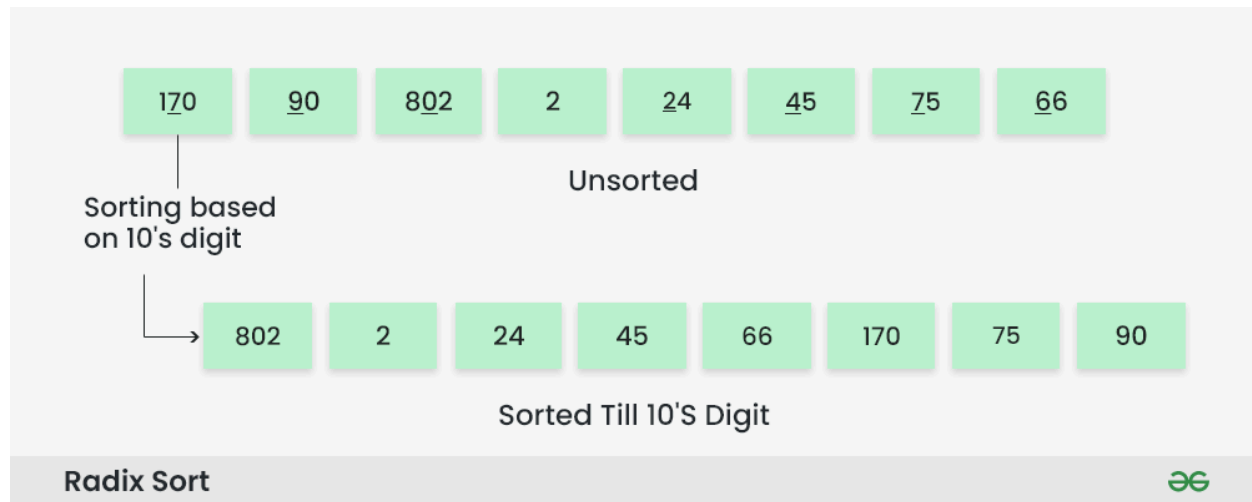 170 90 802 2 24 45 75 66
Unsorted
Sorting based
on 10's digit
802 2 24 45 66 170 75 90
Sorted Till 10'S Digit
Radix Sort